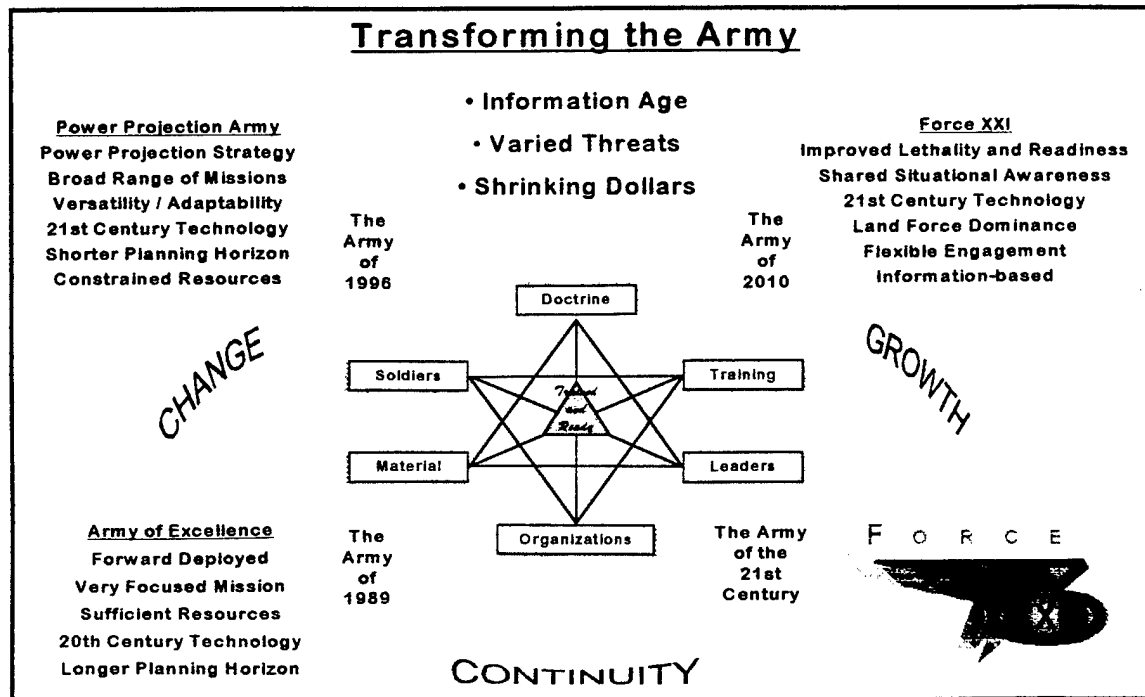 Transforming the Army
• Information Age
• Varied Threats
• Shrinking Dollars
Power Projection Army
Power Projection Strategy
Broad Range of Missions
Versatility / Adaptability
21st Century Technology
Shorter Planning Horizon
Constrained Resources
The
Army
of
1996
The
Army
of
2010
Force XXI
Improved Lethality and Readiness
Shared Situational Awareness
21st Century Technology
Land Force Dominance
Flexible Engagement
Information-based
CHANGE
Doctrine
Soldiers
Training
Trained
and
Ready
Material
Leaders
Organizations
GROWTH
Army of Excellence
Forward Deployed
Very Focused Mission
Sufficient Resources
20th Century Technology
Longer Planning Horizon
The
Army
of
1989
The Army
of the
21st
Century
FORCE
X
CONTINUITY